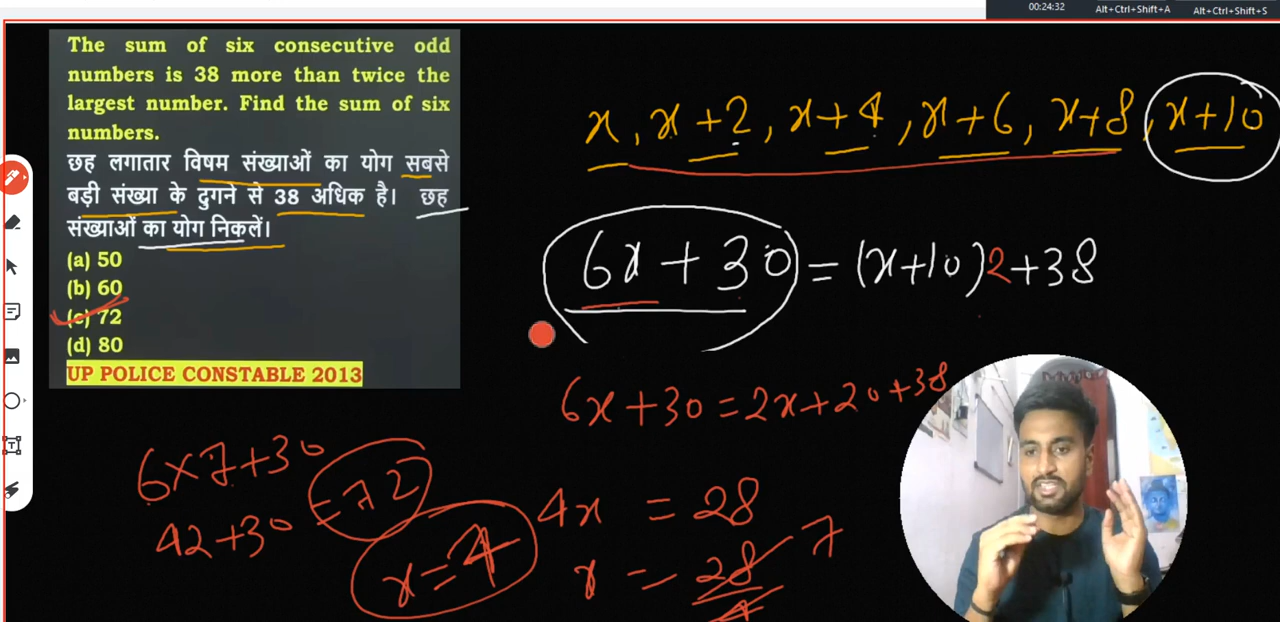 00:24:32 Alt+Ctrl+Shift+A Alt+Ctrl+Shift+S
The sum of six consecutive odd
numbers is 38 more than twice the
largest number. Find the sum of six
numbers.
छह लगातार विषम संख्याओं का योग सबसे
बड़ी संख्या के दुगने से 38 अधिक है। छह
संख्याओं का योग निकलें।
(a) 50
(b) 60
(c) 72
(d) 80
UP POLICE CONSTABLE 2013
x, x+2, x+4, x+6, x+8, x+10
6x+30=(x+10)2+38
6x+30=2x+20+38
4x = 28
x = 28/4 7
6×7+30
42+30 =72
x=7